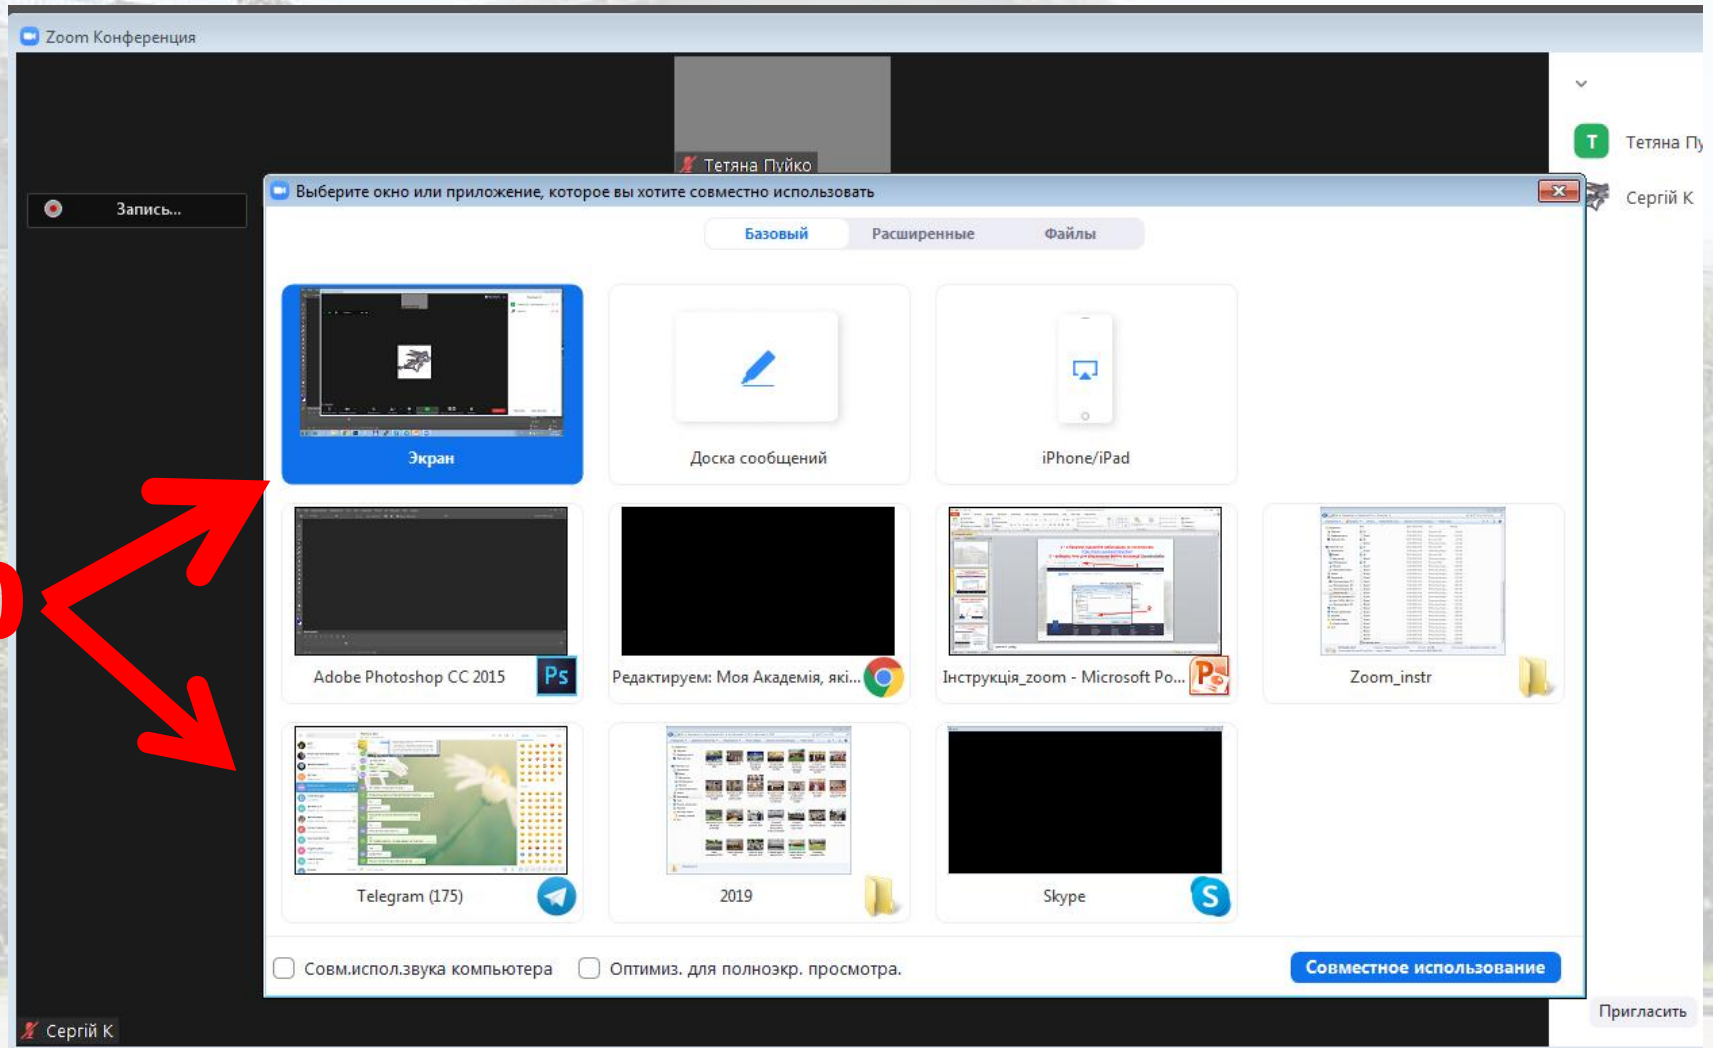 Zoom Конференция
Тетяна Пуйко
Тетяна Пу
Сергій К
Запись...
Выберите окно или приложение, которое вы хотите совместно использовать
Базовый
Расширенные
Файлы
Экран
Доска сообщений
iPhone/iPad
Adobe Photoshop CC 2015
Ps
Редактируем: Моя Академія, які...
Інструкція_zoom - Microsoft Po...
Zoom_instr
Telegram (175)
2019
Skype
Совм.испол.звука компьютера
Оптимиз. для полноэкр. просмотра.
Совместное использование
Пригласить
Сергій К